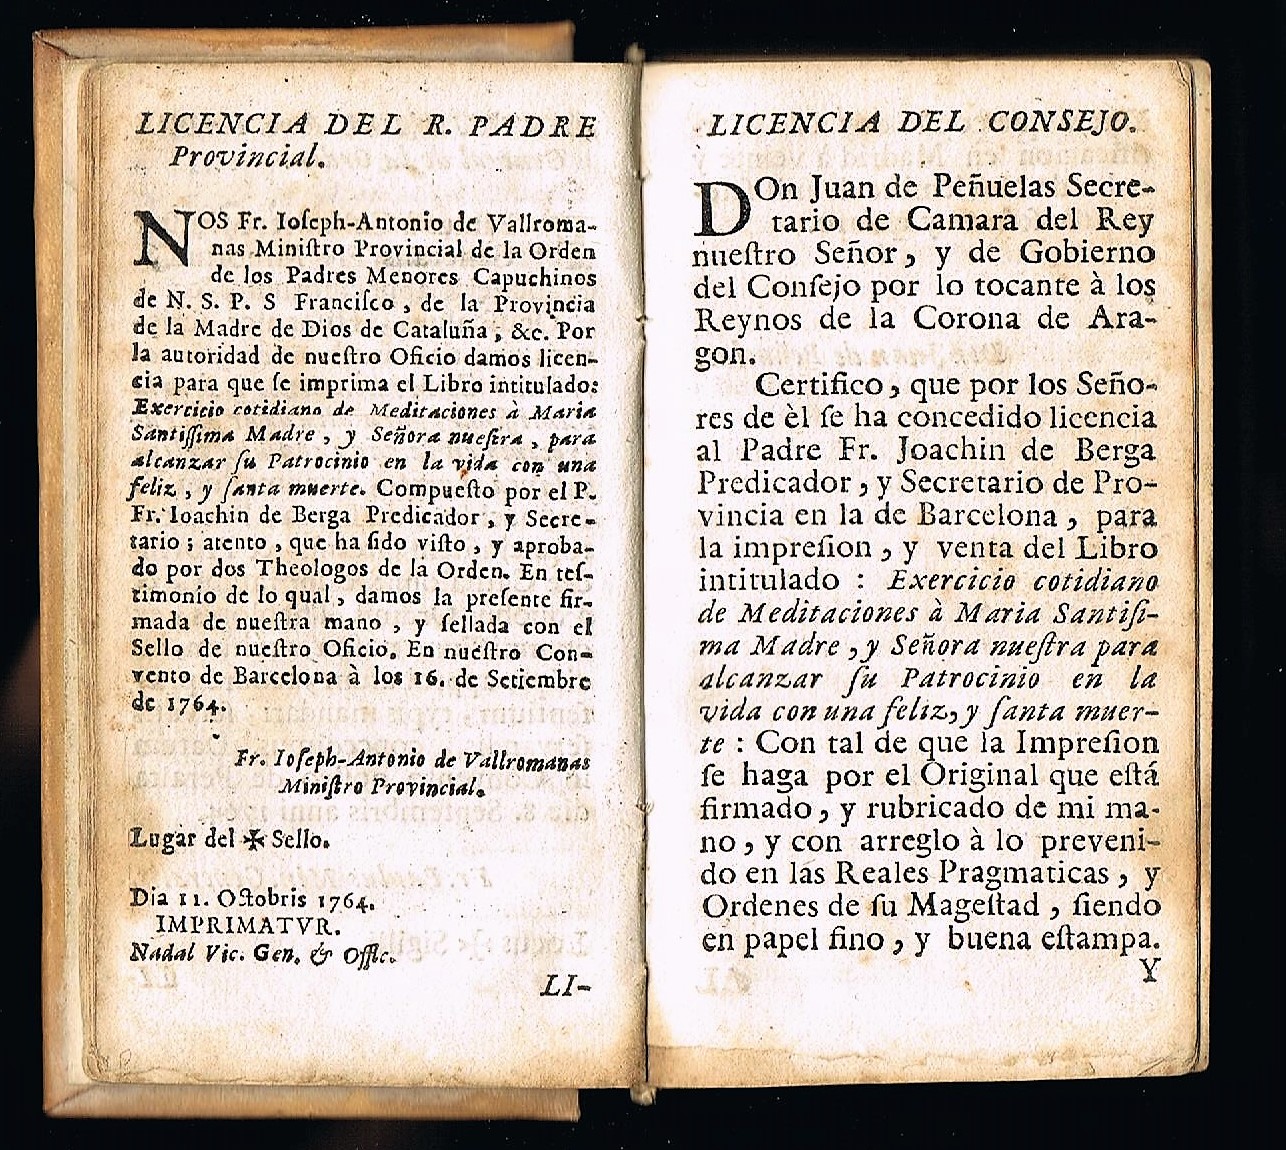 LICENCIA DEL R. PADRE
Provincial.
NOS Fr. Ioſeph-Antonio de Vallroma-
nas Miniſtro Provincial de la Orden
de los Padres Menores Capuchinos
de N. S. P. S Franciſco , de la Provincia
de la Madre de Dios de Cataluña , &c. Por
la autoridad de nueſtro Oficio damos licen-
cia para que ſe imprima el Libro intitulado:
Exercicio cotidiano de Meditaciones à Maria
Santiſſima Madre , y Señora nueſtra , para
alcanzar ſu Patrocinio en la vida con una
feliz , y ſanta muerte. Compueſto por el P.
Fr. Ioachin de Berga Predicador , y Secre-
tario ; atento , que ha ſido viſto , y aproba-
do por dos Theologos de la Orden. En teſ-
timonio de lo qual , damos la preſente fir-
mada de nueſtra mano , y ſellada con el
Sello de nueſtro Oficio. En nueſtro Con-
vento de Barcelona à los 16. de Setiembre
de 1764.
Fr. Ioſeph-Antonio de Vallromanas
Miniſtro Provincial.
Lugar del ✠ Sello.
Dia 11. Octobris 1764.
IMPRIMATVR.
Nadal Vic. Gen. & Offic.
LI-
LICENCIA DEL CONSEJO.
DOn Juan de Peñuelas Secre-
tario de Camara del Rey
nueſtro Señor , y de Gobierno
del Conſejo por lo tocante à los
Reynos de la Corona de Ara-
gon.
Certifico , que por los Seño-
res de èl ſe ha concedido licencia
al Padre Fr. Joachin de Berga
Predicador , y Secretario de Pro-
vincia en la de Barcelona , para
la impreſion , y venta del Libro
intitulado : Exercicio cotidiano
de Meditaciones à Maria Santiſi-
ma Madre , y Señora nueſtra para
alcanzar ſu Patrocinio en la
vida con una feliz, y ſanta muer-
te : Con tal de que la Impreſion
ſe haga por el Original que eſtá
firmado , y rubricado de mi ma-
no , y con arreglo à lo preveni-
do en las Reales Pragmaticas , y
Ordenes de ſu Mageſtad , ſiendo
en papel fino , y buena eſtampa.
Y